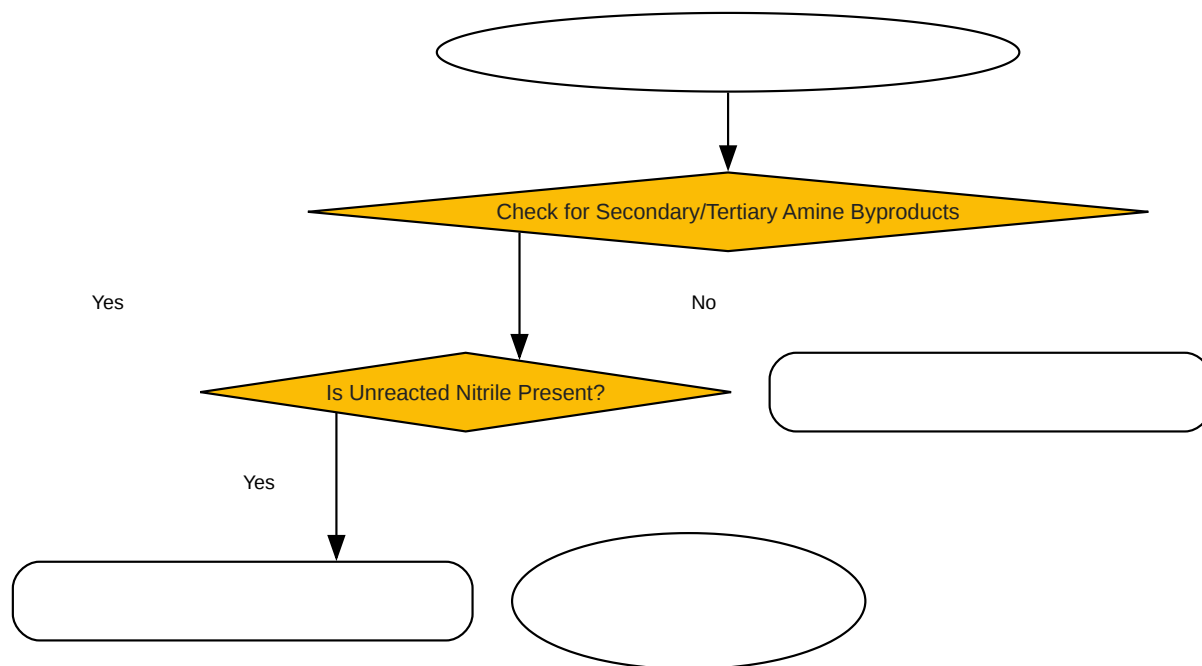 Check for Secondary/Tertiary Amine Byproducts
Yes
No
Is Unreacted Nitrile Present?
Yes